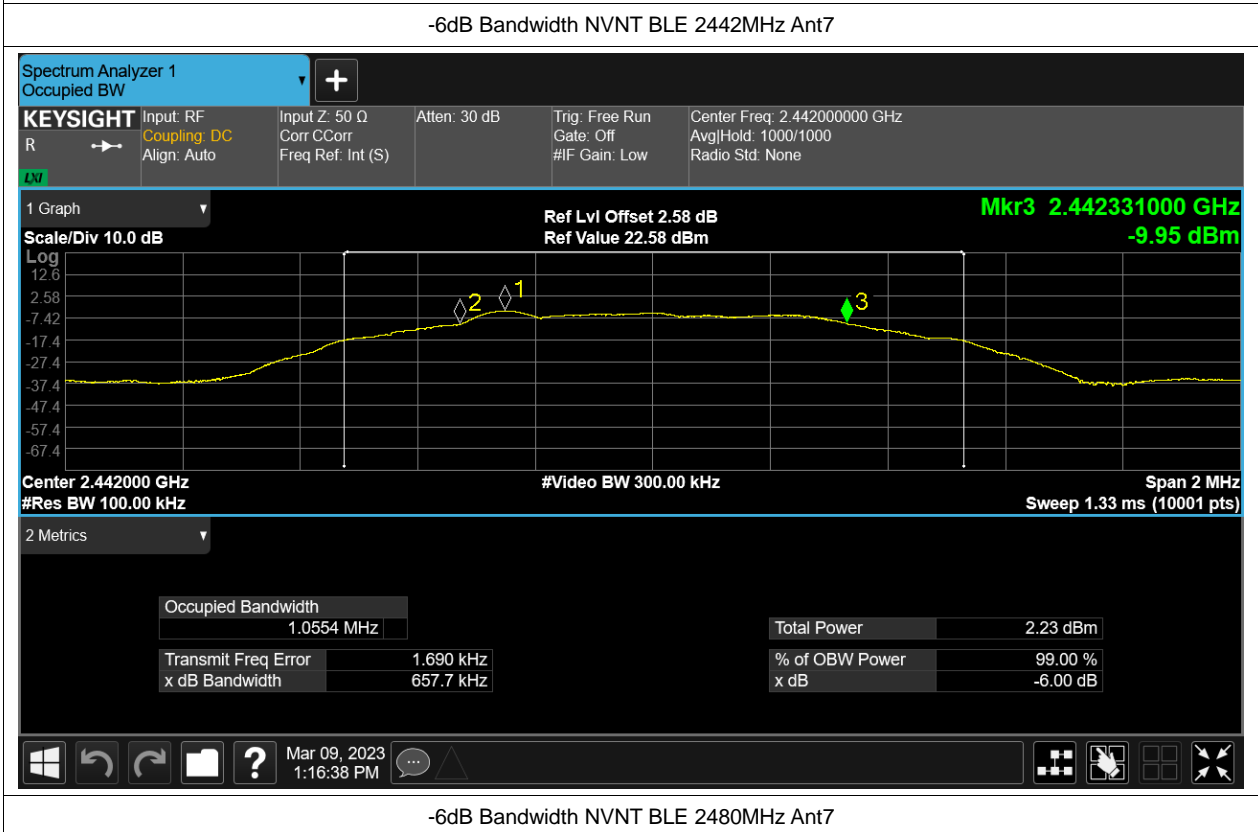 -6dB Bandwidth NVNT BLE 2442MHz Ant7
Spectrum Analyzer 1
Occupied BW
KEYSIGHT
R
LXI
Input: RF
Coupling: DC
Align: Auto
Input Z: 50 Ω
Corr CCorr
Freq Ref: Int (S)
Atten: 30 dB
Trig: Free Run
Gate: Off
#IF Gain: Low
Center Freq: 2.442000000 GHz
Avg|Hold: 1000/1000
Radio Std: None
1 Graph
Scale/Div 10.0 dB
Ref Lvl Offset 2.58 dB
Ref Value 22.58 dBm
Mkr3 2.442331000 GHz
-9.95 dBm
Log
12.6
2.58
-7.42
-17.4
-27.4
-37.4
-47.4
-57.4
-67.4
2
1
3
Center 2.442000 GHz
#Video BW 300.00 kHz
Span 2 MHz
#Res BW 100.00 kHz
Sweep 1.33 ms (10001 pts)
2 Metrics
Occupied Bandwidth
1.0554 MHz
Transmit Freq Error 1.690 kHz
x dB Bandwidth 657.7 kHz
Total Power 2.23 dBm
% of OBW Power 99.00 %
x dB -6.00 dB
?
Mar 09, 2023
1:16:38 PM
-6dB Bandwidth NVNT BLE 2480MHz Ant7